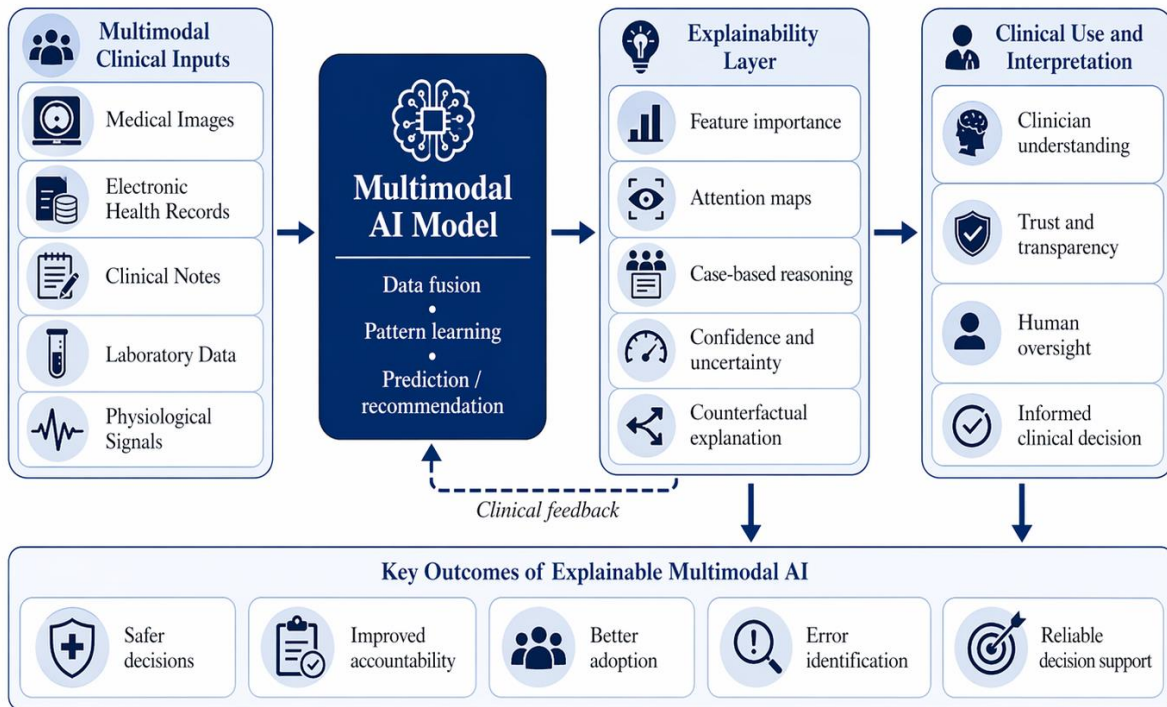 Multimodal
Clinical Inputs
Medical Images
Electronic
Health Records
Clinical Notes
Laboratory Data
Physiological
Signals
Multimodal
AI Model
Data fusion
•
Pattern learning
•
Prediction /
recommendation
Explainability
Layer
Feature importance
Attention maps
Case-based reasoning
Confidence and
uncertainty
Counterfactual
explanation
Clinical Use and
Interpretation
Clinician
understanding
Trust and
transparency
Human
oversight
Informed
clinical decision
Clinical feedback
Key Outcomes of Explainable Multimodal AI
Safer
decisions
Improved
accountability
Better
adoption
Error
identification
Reliable
decision support